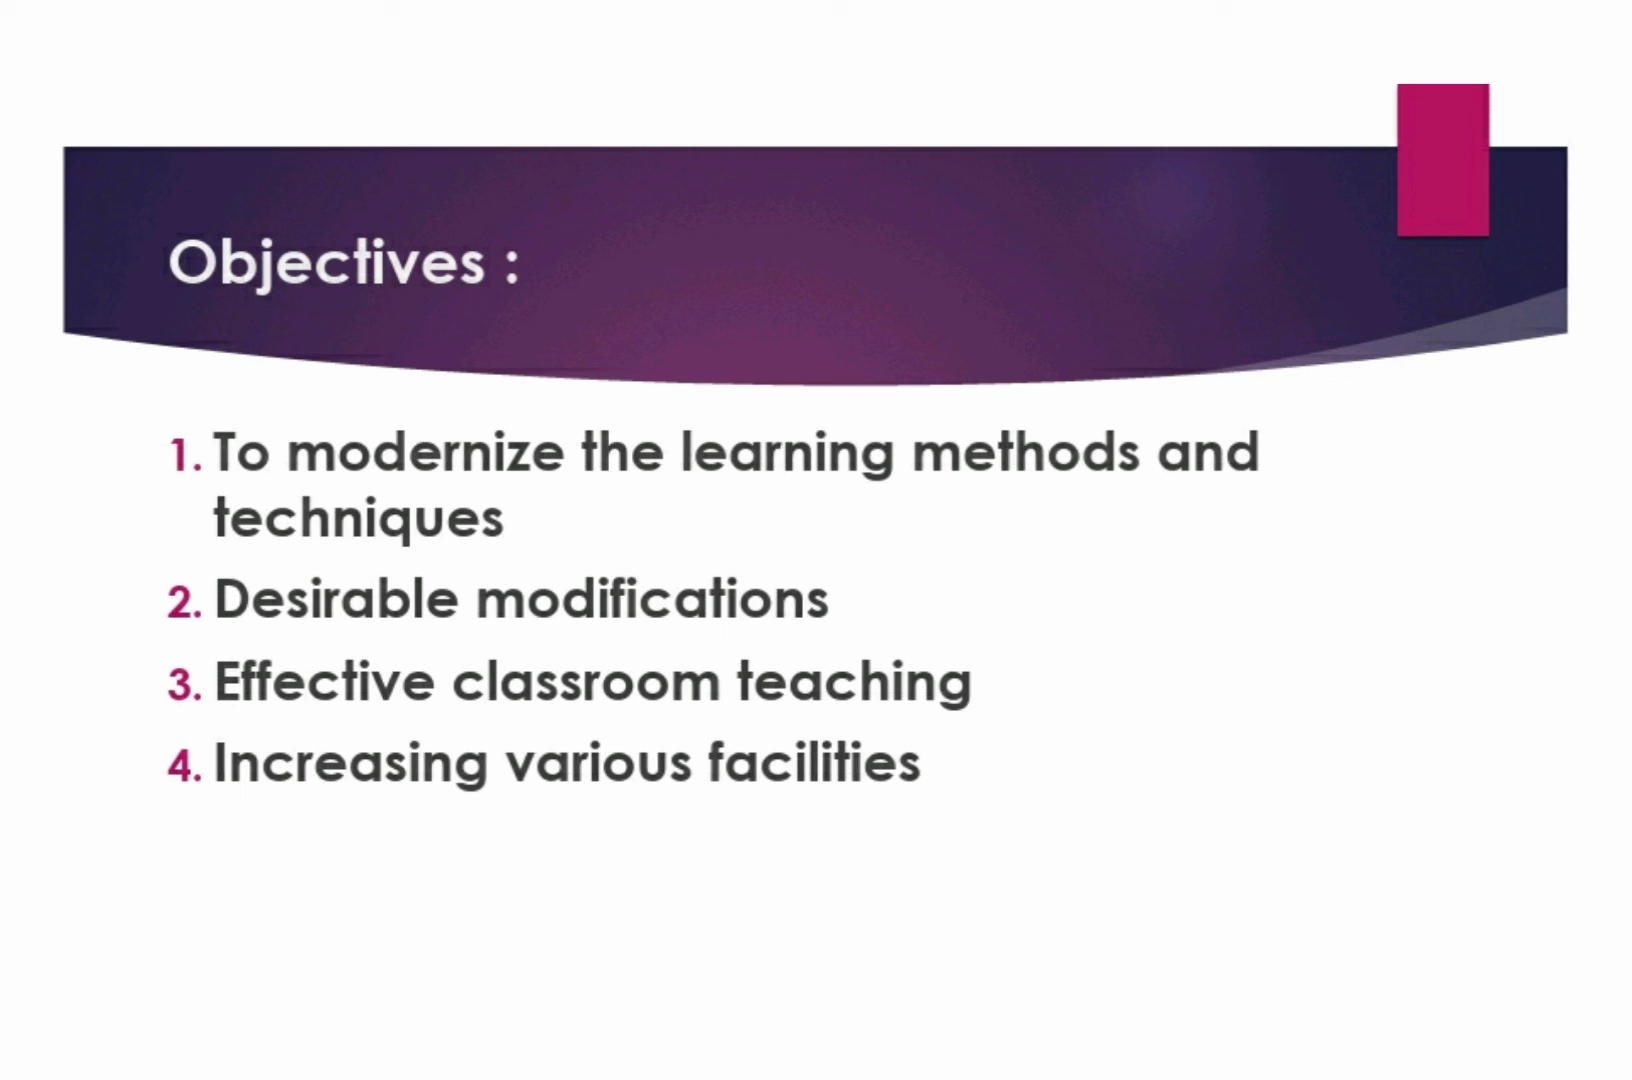 Objectives :
1. To modernize the learning methods and
techniques
2. Desirable modifications
3. Effective classroom teaching
4. Increasing various facilities